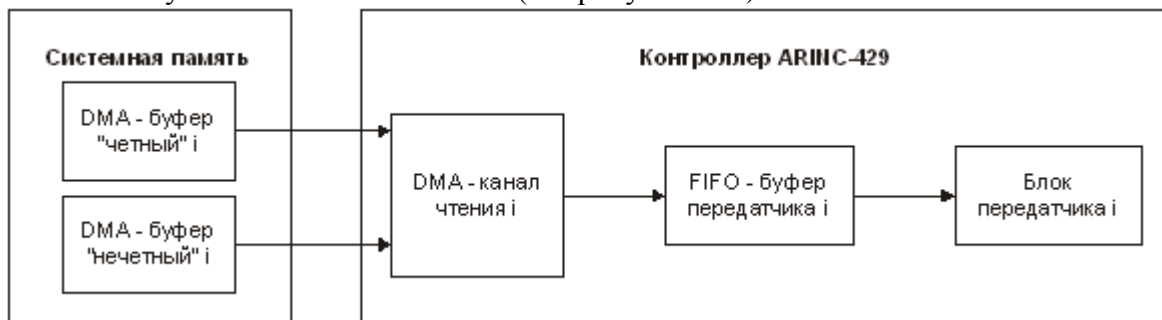 Системная память
Контроллер ARINC-429
DMA - буфер
"четный" i
DMA - буфер
"нечетный" i
DMA - канал
чтения i
FIFO - буфер
передатчика i
Блок
передатчика i